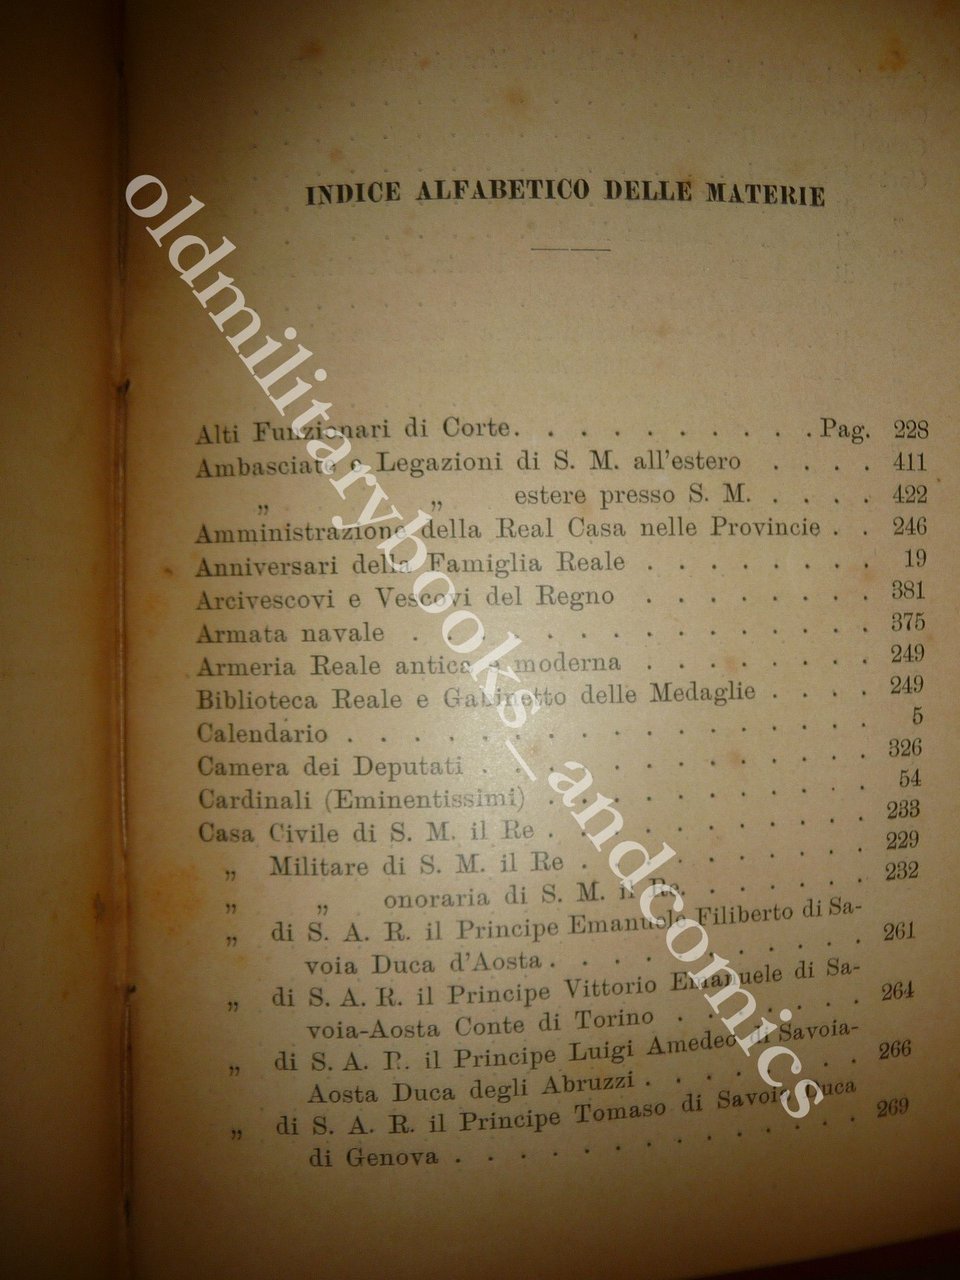 INDICE ALFABETICO DELLE MATERIE
Alti Funzionari di Corte. . . . . . . . . . . Pag. 228
Ambasciate e Legazioni di S. M. all'estero . . . . 411
„ „ estere presso S. M. . . . . 422
Amministrazione della Real Casa nelle Provincie . . 246
Anniversari della Famiglia Reale . . . . . . . . 19
Arcivescovi e Vescovi del Regno . . . . . . . . 381
Armata navale . . . . . . . . . . . . . . 375
Armeria Reale antica e moderna . . . . . . . . 249
Biblioteca Reale e Gabinetto delle Medaglie . . . . 249
Calendario . . . . . . . . . . . . . . . . 5
Camera dei Deputati . . . . . . . . . . . . 326
Cardinali (Eminentissimi) . . . . . . . . . . 54
Casa Civile di S. M. il Re . . . . . . . . . . 233
„ Militare di S. M. il Re . . . . . . . . . 229
„ „ onoraria di S. M. il Re. . . . . . . 232
„ di S. A. R. il Principe Emanuele Filiberto di Sa-
voia Duca d'Aosta . . . . . . . . . . 261
„ di S. A. R. il Principe Vittorio Emanuele di Sa-
voia-Aosta Conte di Torino . . . . . . . 264
„ di S. A. R. il Principe Luigi Amedeo di Savoia-
Aosta Duca degli Abruzzi . . . . . . . . 266
„ di S. A. R. il Principe Tomaso di Savoia Duca
di Genova . . . . . . . . . . . . . 269
oldmilitarybooks_andcomics